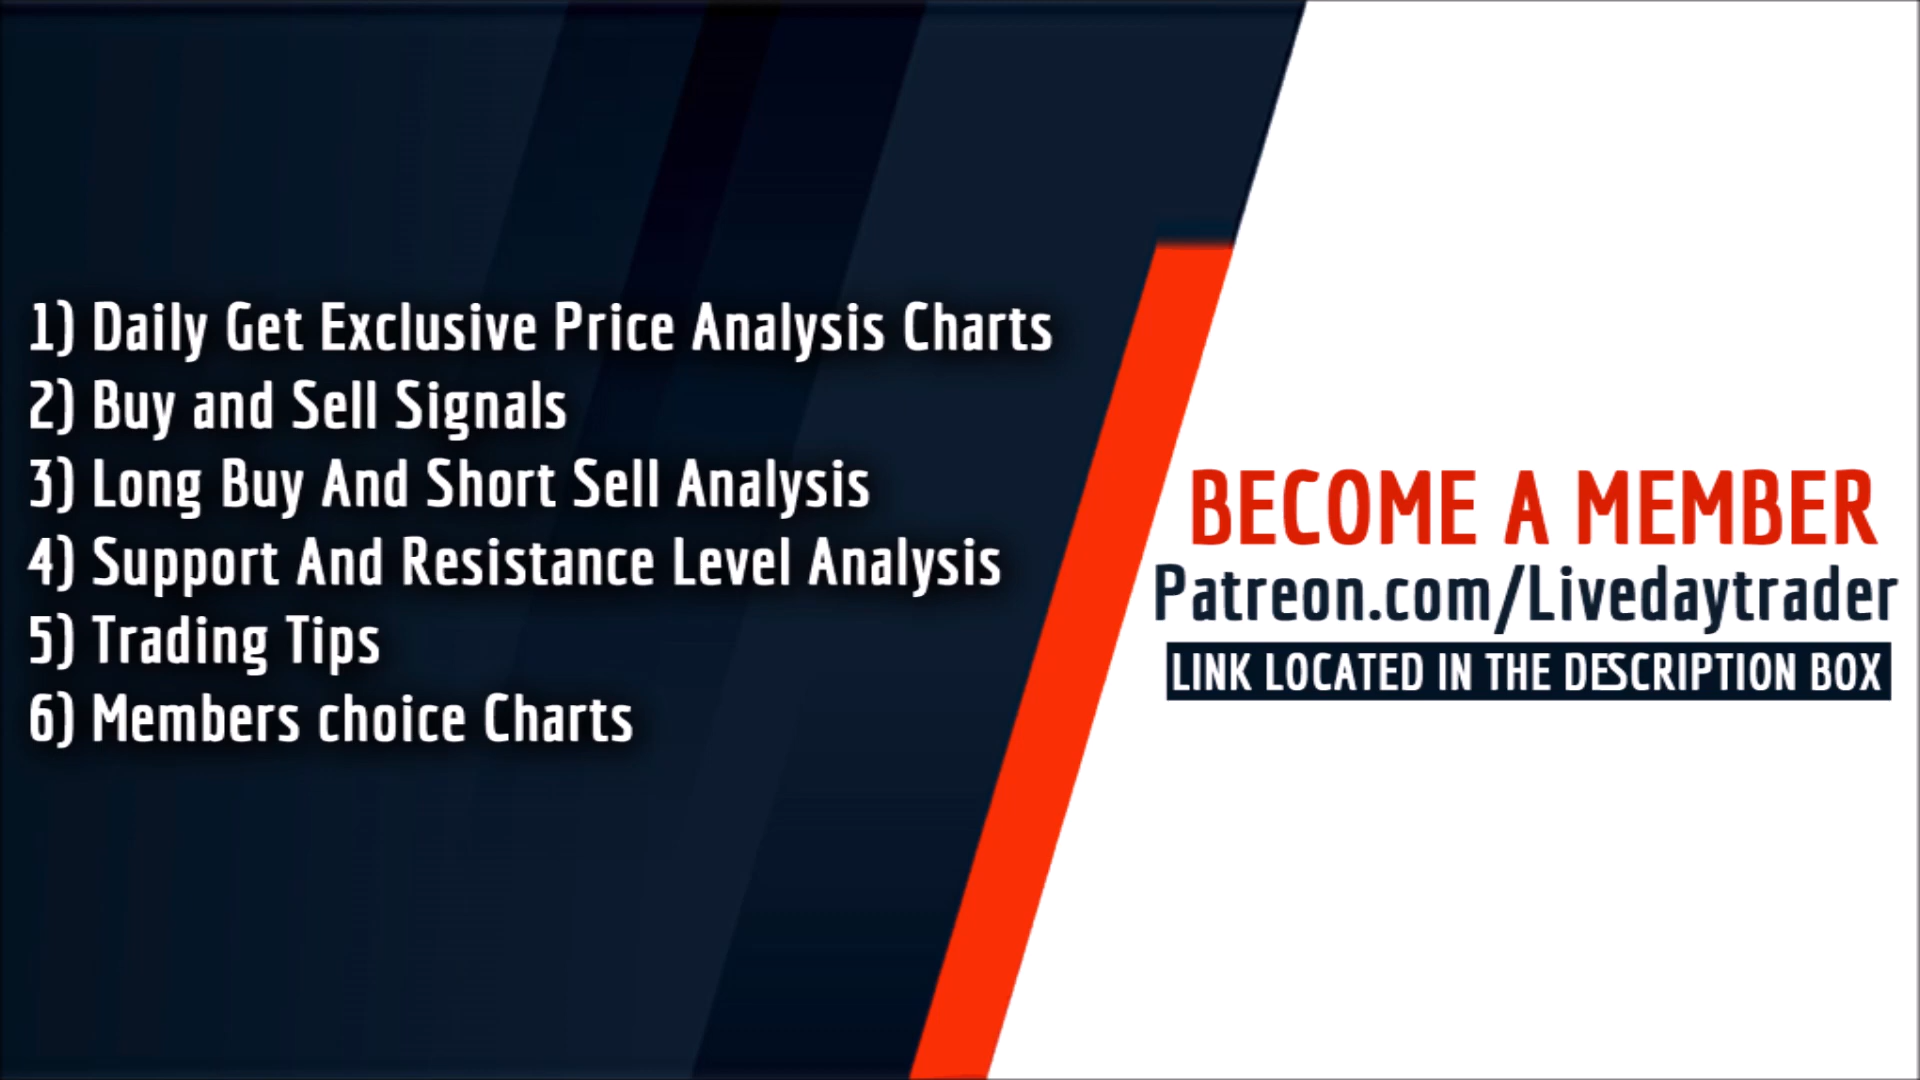 1) Daily Get Exclusive Price Analysis Charts
2) Buy and Sell Signals
3) Long Buy And Short Sell Analysis
4) Support And Resistance Level Analysis
5) Trading Tips
6) Members choice Charts
BECOME A MEMBER
Patreon.com/Livedaytrader
LINK LOCATED IN THE DESCRIPTION BOX